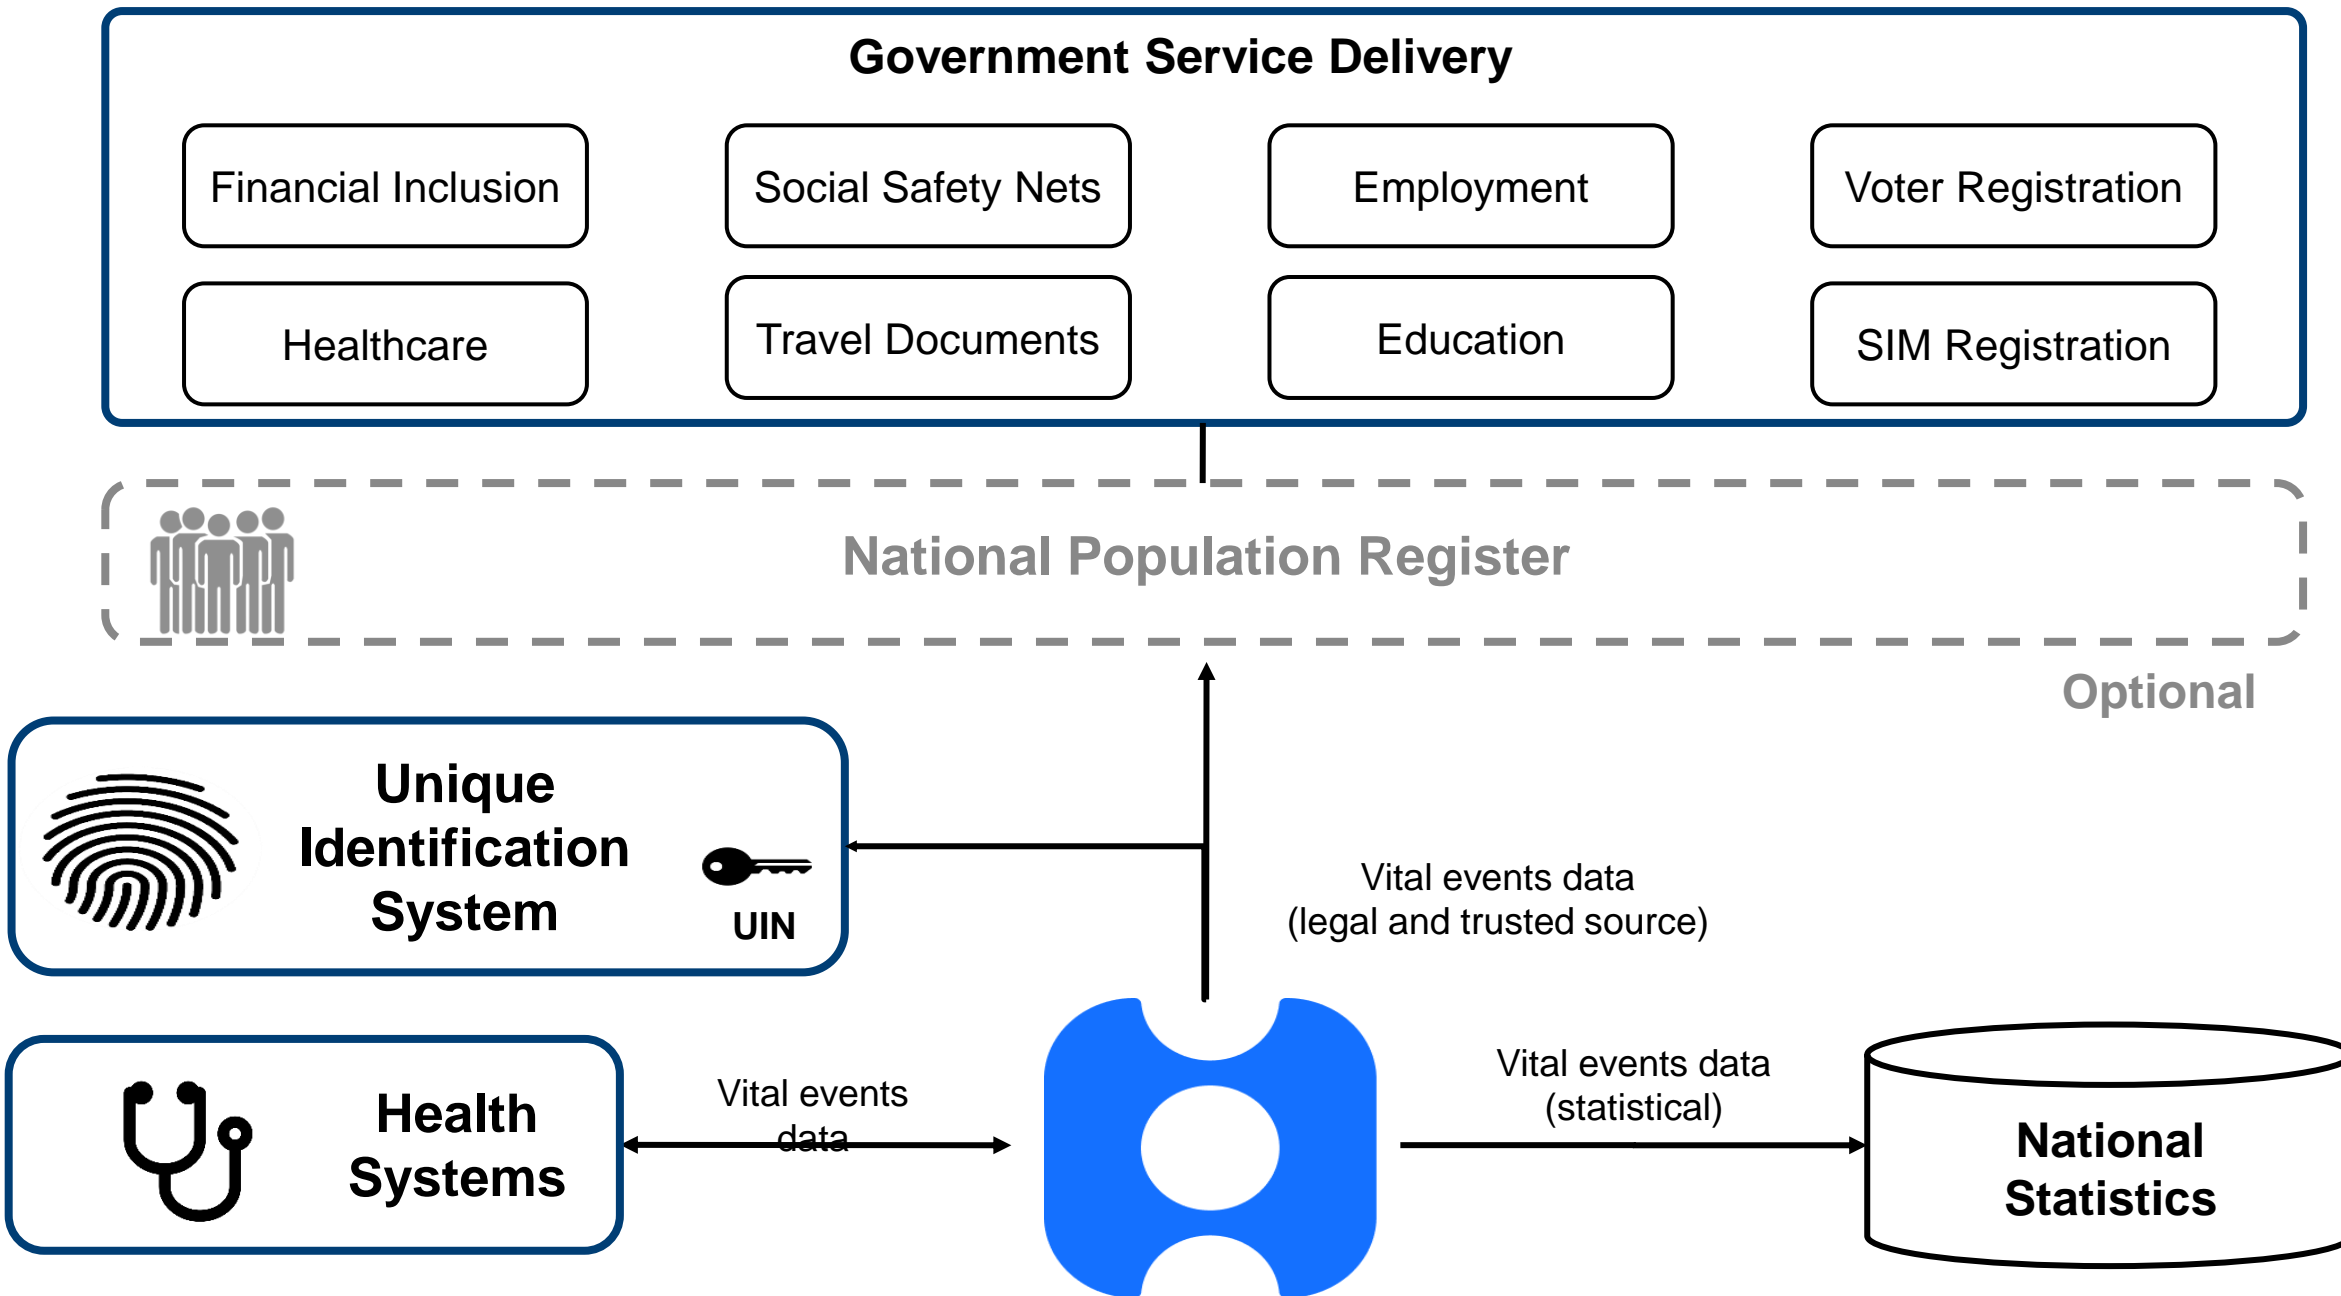 Government Service Delivery
Financial Inclusion
Social Safety Nets
Employment
Voter Registration
Healthcare
Travel Documents
Education
SIM Registration
National Population Register
Optional
Unique
Identification
System
UIN
Vital events data
(legal and trusted source)
Health
Systems
Vital events
data
Vital events data
(statistical)
National
Statistics